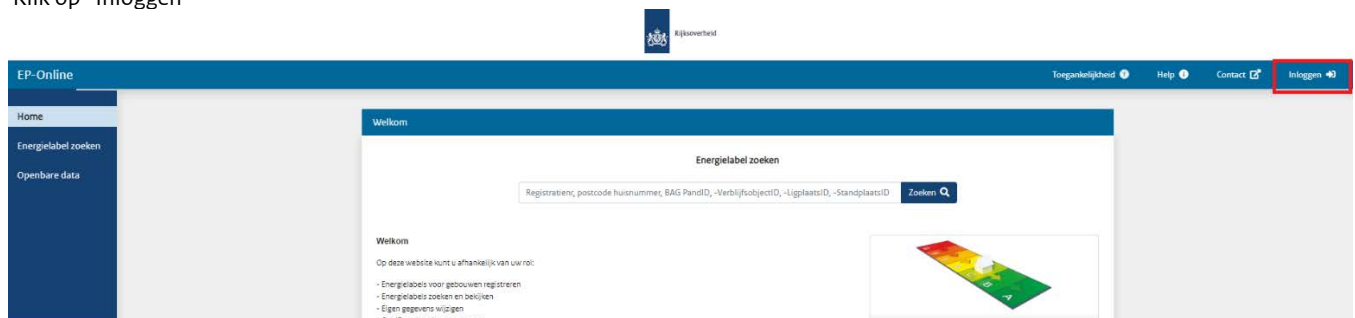 Klik op "Inloggen"
Rijksoverheid
EP-Online
Toegankelijkheid
Help
Contact
Inloggen
Home
Energielabel zoeken
Openbare data
Welkom
Energielabel zoeken
Registratienr, postcode huisnummer, BAG PandID, -VerblijfsobjectID, -LigplaatsID, -StandplaatsID
Zoeken
Welkom
Op deze website kunt u afhankelijk van uw rol:
- Energielabels voor gebouwen registreren
- Energielabels zoeken en bekijken
- Eigen gegevens wijzigen
B
A